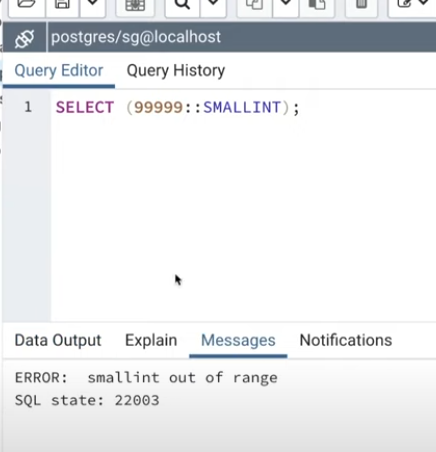 postgres/sg@localhost
Query Editor Query History
1 SELECT (99999::SMALLINT);
Data Output Explain Messages Notifications
ERROR:  smallint out of range
SQL state: 22003